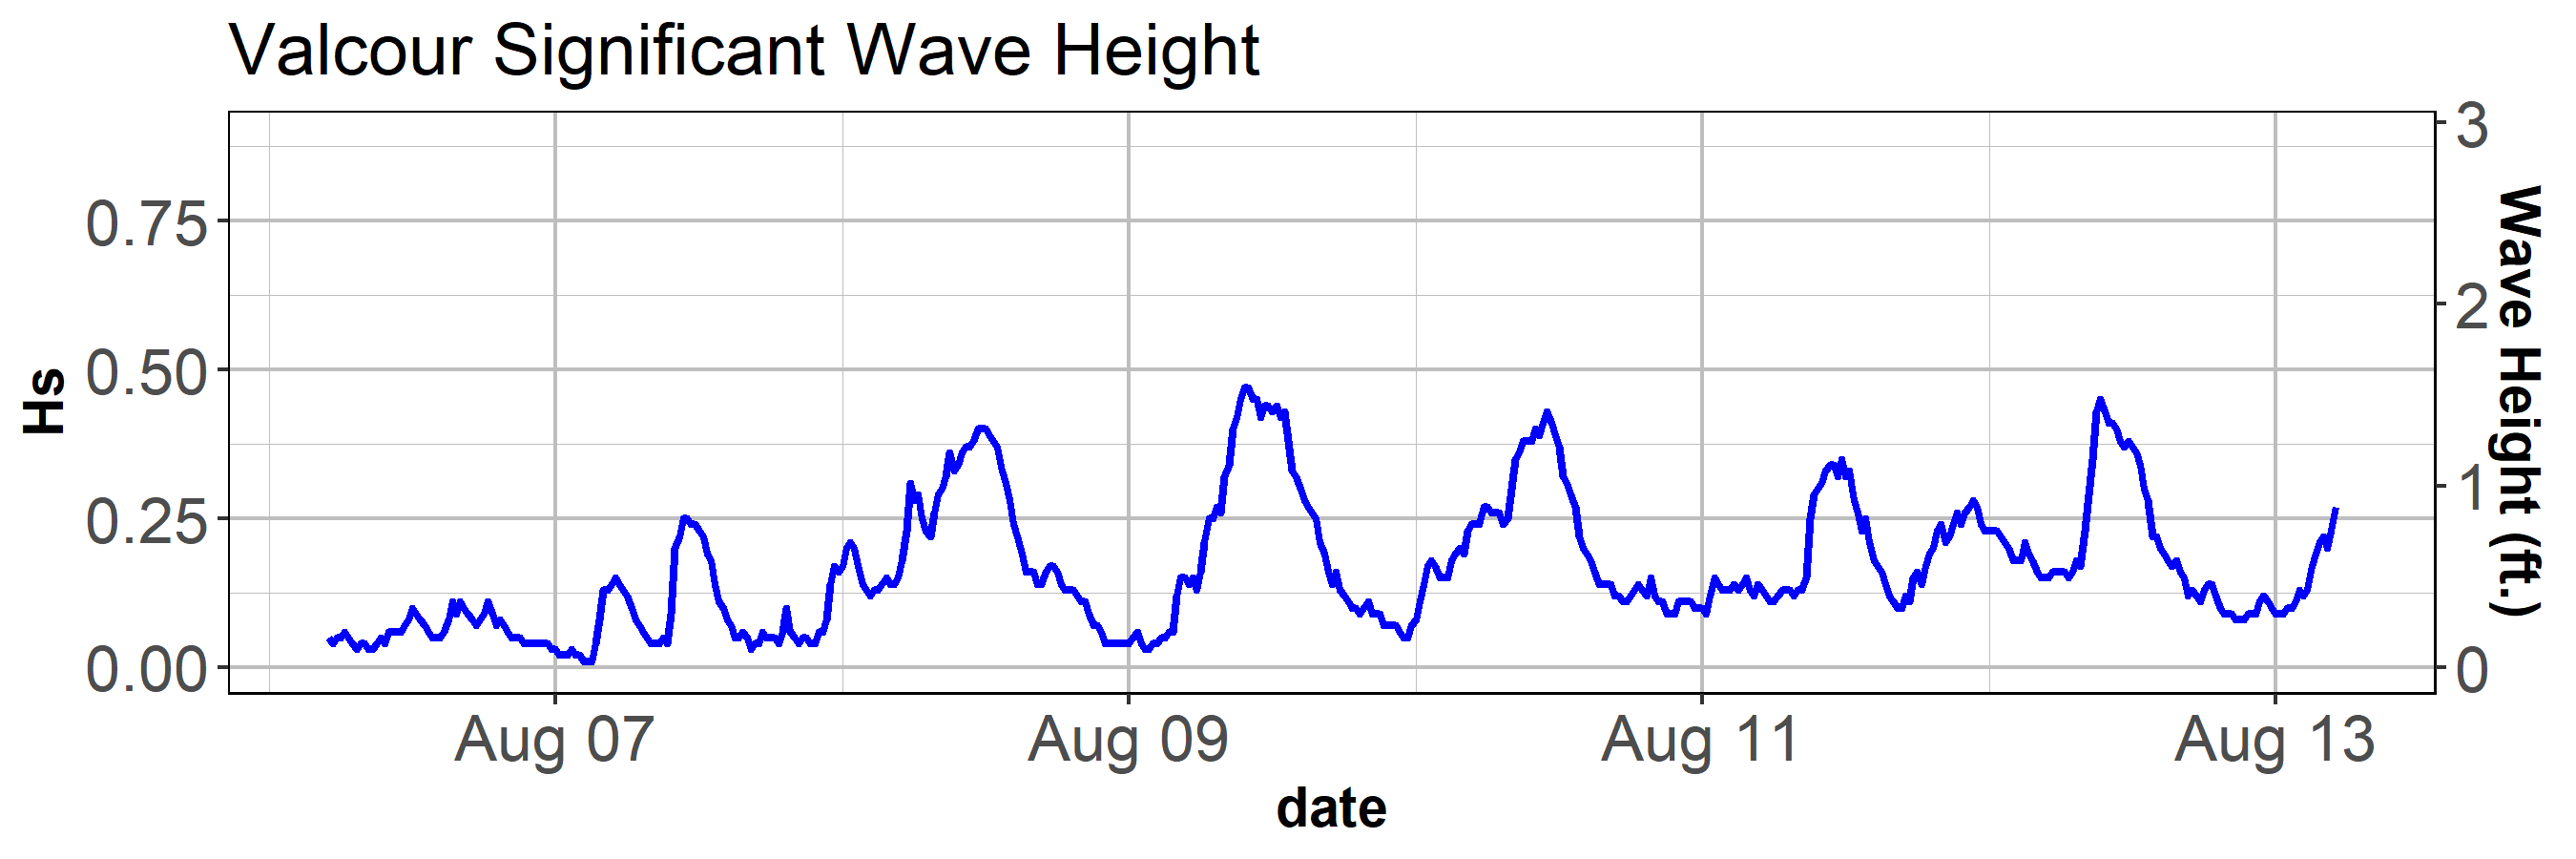 Valcour Significant Wave Height
Hs
0.75
0.50
0.25
0.00
3
2
1
0
Wave Height (ft.)
Aug 07
Aug 09
Aug 11
Aug 13
date